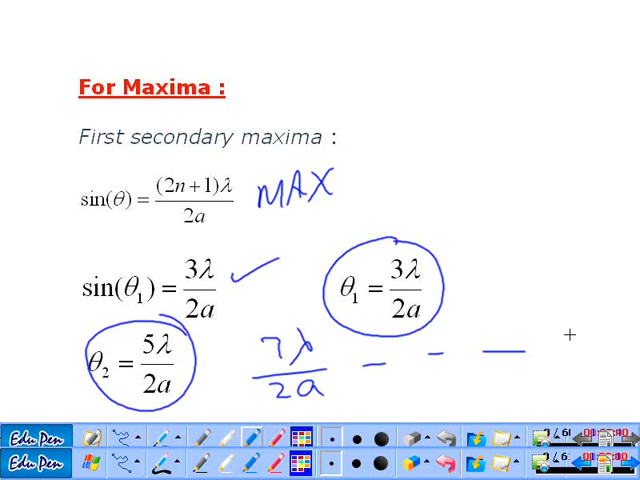 For Maxima :
First secondary maxima :
sin(θ) = (2n+1)λ / 2a MAX
sin(θ₁) = 3λ / 2a ✓ θ₁ = 3λ / 2a
θ₂ = 5λ / 2a 7λ / 2a – – —
Edu Pen
Edu Pen